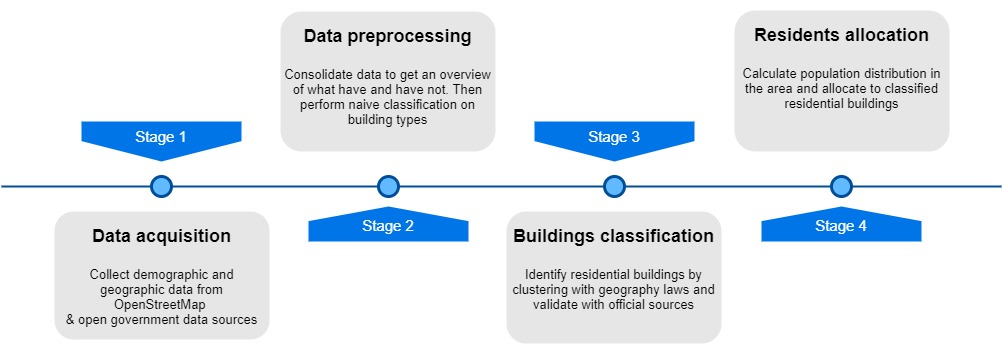 Stage 1
Data acquisition
Collect demographic and
geographic data from
OpenStreetMap
& open government data sources
Data preprocessing
Consolidate data to get an overview
of what have and have not. Then
perform naive classification on
building types
Stage 2
Stage 3
Buildings classification
Identify residential buildings by
clustering with geography laws and
validate with official sources
Residents allocation
Calculate population distribution in
the area and allocate to classified
residential buildings
Stage 4